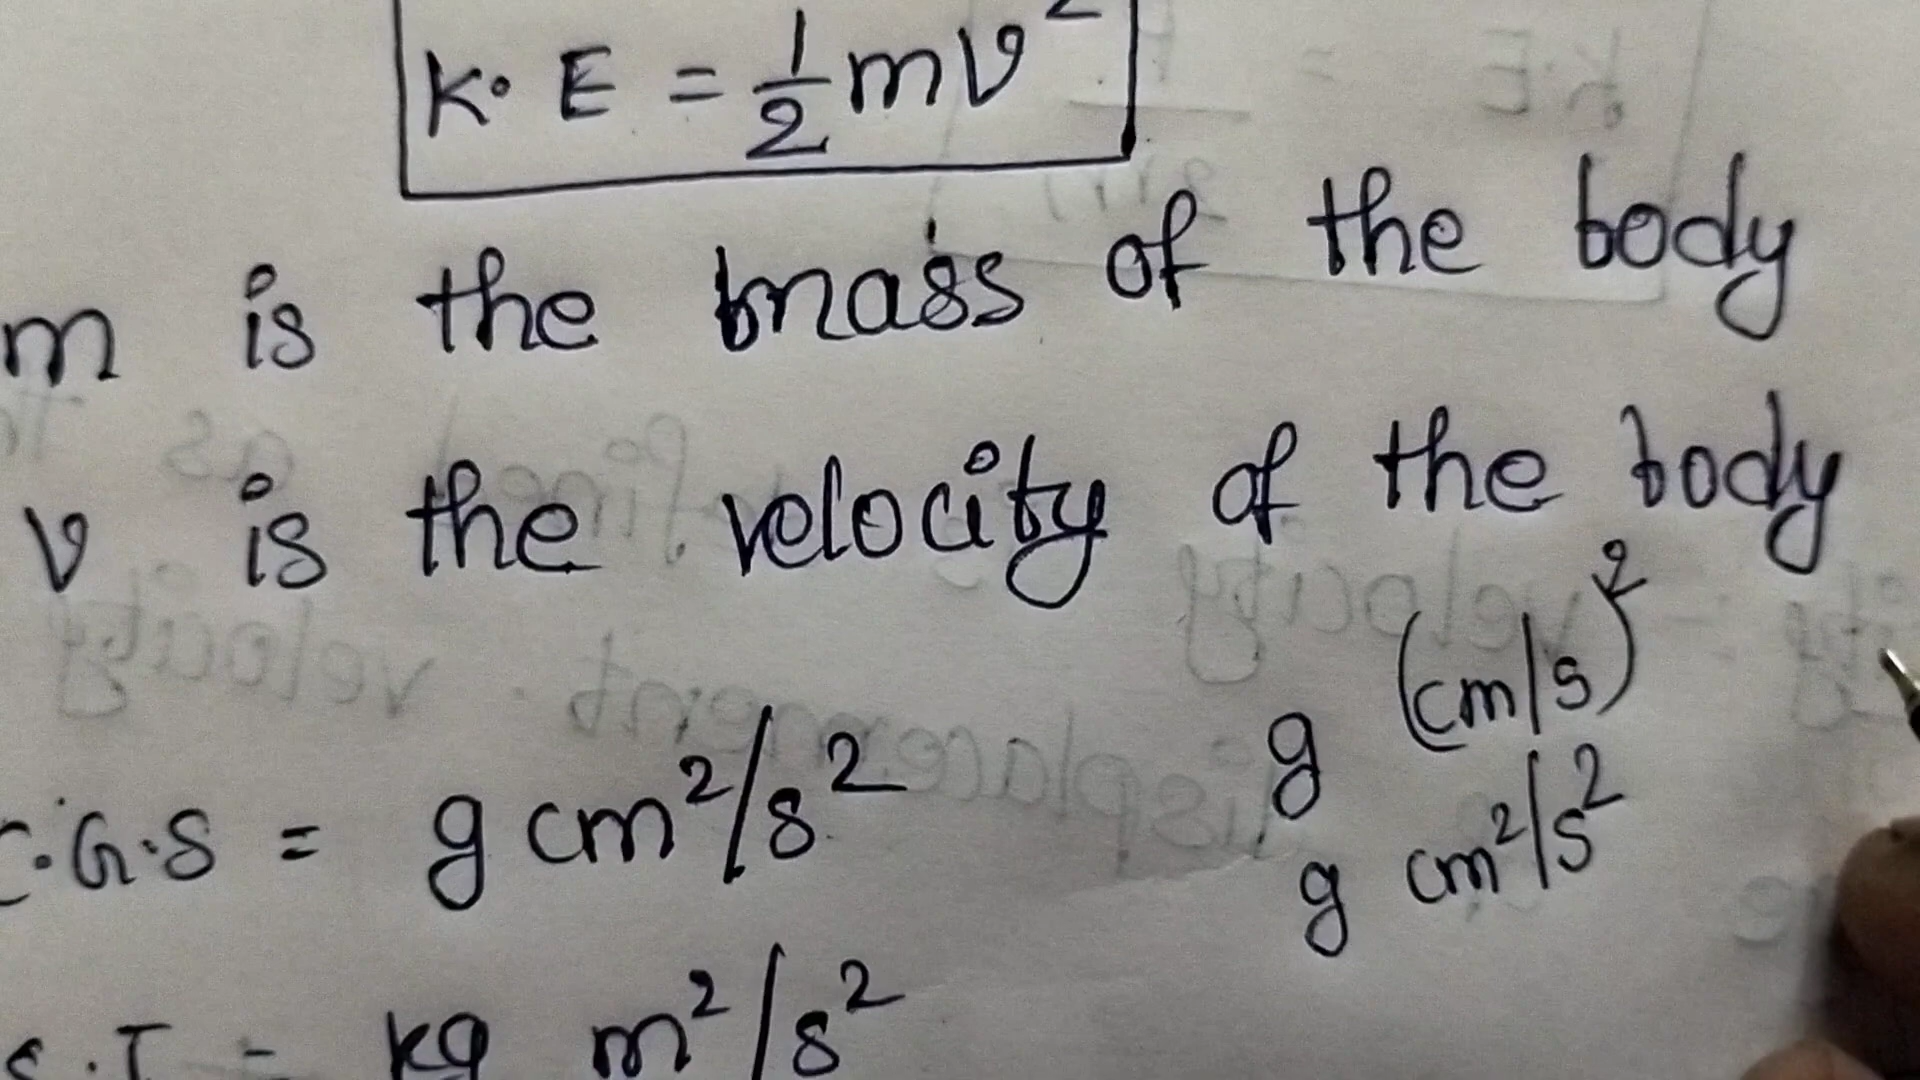 K. E = 1/2 mv²
m is the mass of the body
v is the velocity of the body
g (cm/s)²
C.G.S = g cm²/s²
g cm²/s²
S.I = kg m²/s²